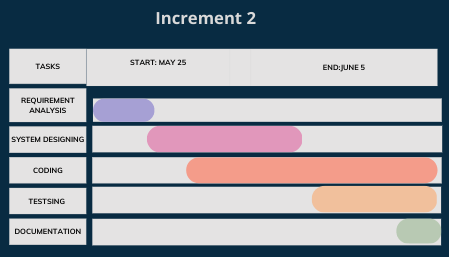 Increment 2
TASKS
START: MAY 25
END:JUNE 5
REQUIREMENT
ANALYSIS
SYSTEM DESIGNING
CODING
TESTSING
DOCUMENTATION